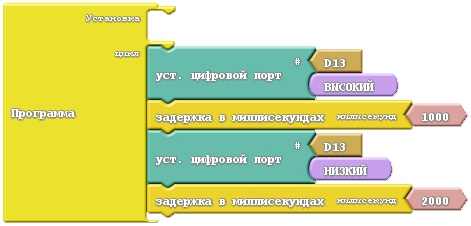 Установка
цикл
# D13
уст. цифровой порт
ВЫСОКИЙ
Программа
задержка в миллисекундах миллисекунд 1000
# D13
уст. цифровой порт
НИЗКИЙ
задержка в миллисекундах миллисекунд 2000